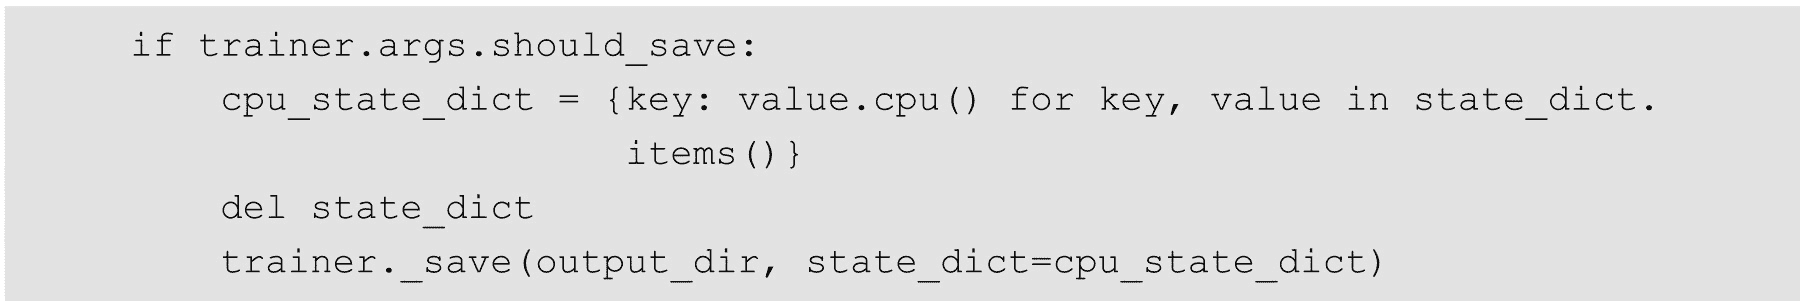 if trainer.args.should_save:
    cpu_state_dict = {key: value.cpu() for key, value in state_dict.
                      items()}
    del state_dict
    trainer._save(output_dir, state_dict=cpu_state_dict)